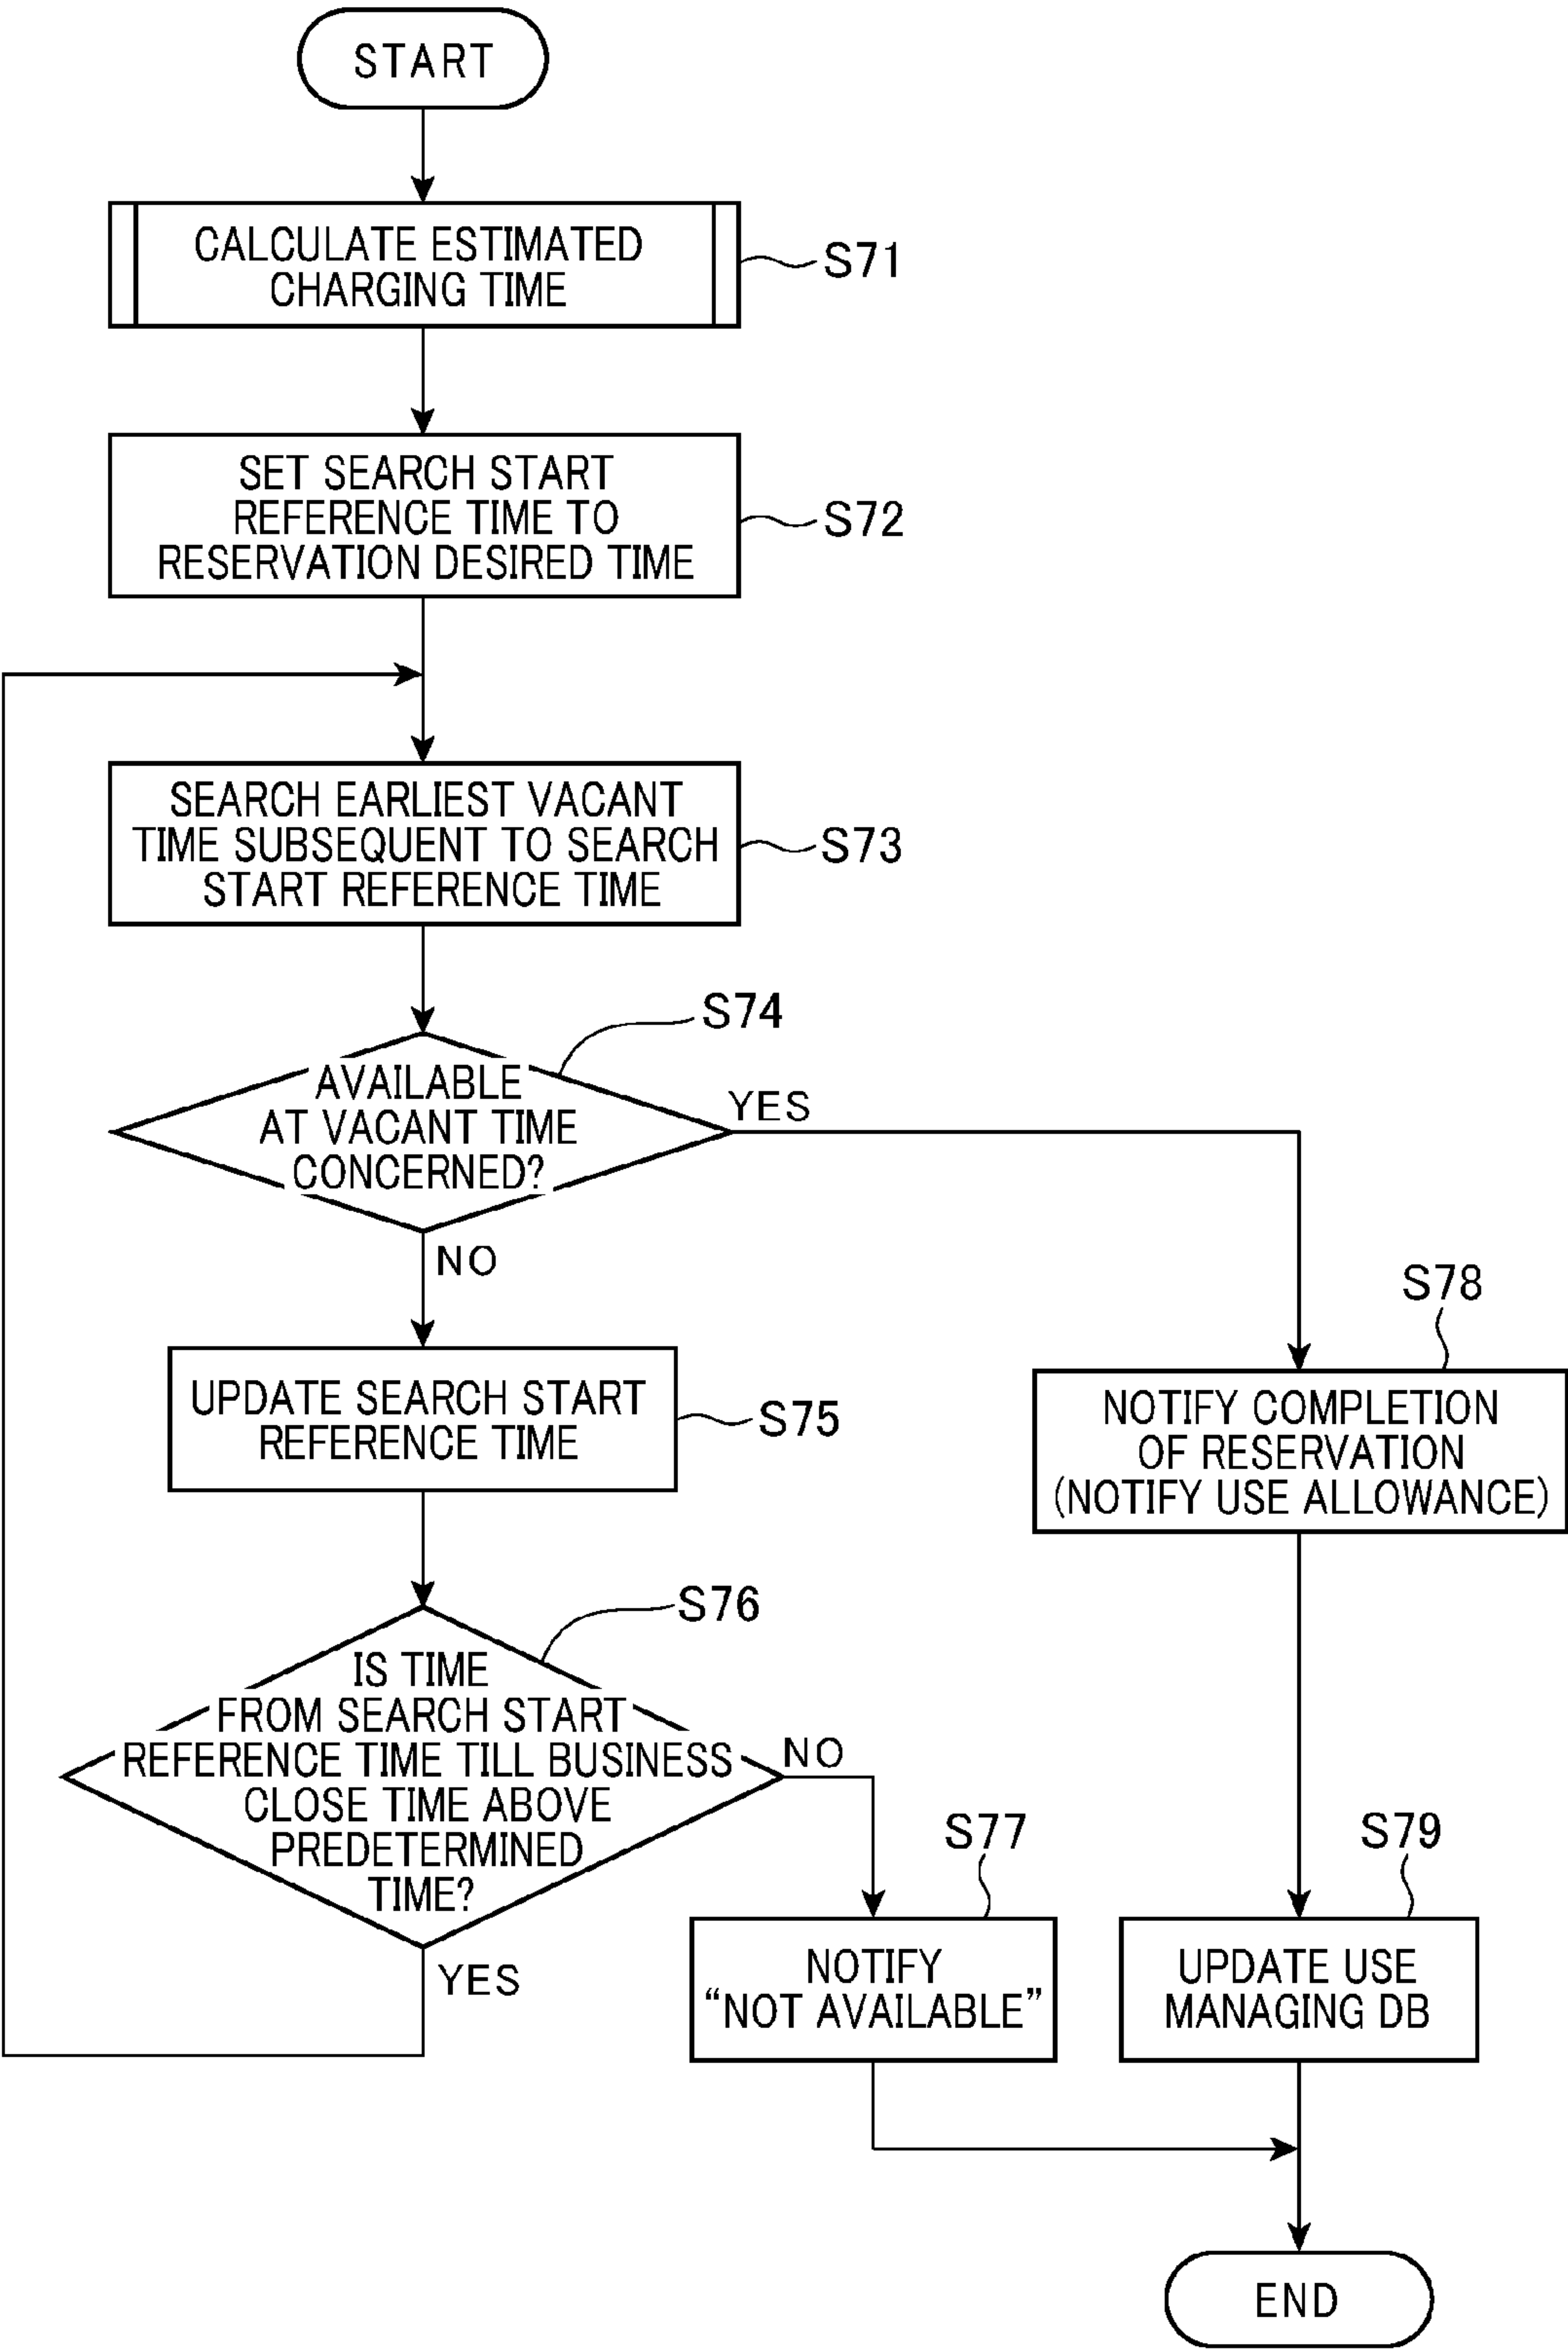 START
CALCULATE ESTIMATED
CHARGING TIME
S71
SET SEARCH START
REFERENCE TIME TO
RESERVATION DESIRED TIME
S72
SEARCH EARLIEST VACANT
TIME SUBSEQUENT TO SEARCH
START REFERENCE TIME
S73
S74
AVAILABLE
AT VACANT TIME
CONCERNED?
YES
NO
UPDATE SEARCH START
REFERENCE TIME
S75
S78
NOTIFY COMPLETION
OF RESERVATION
(NOTIFY USE ALLOWANCE)
S76
IS TIME
FROM SEARCH START
REFERENCE TIME TILL BUSINESS
CLOSE TIME ABOVE
PREDETERMINED
TIME?
NO
YES
S77
NOTIFY
“NOT AVAILABLE”
S79
UPDATE USE
MANAGING DB
END